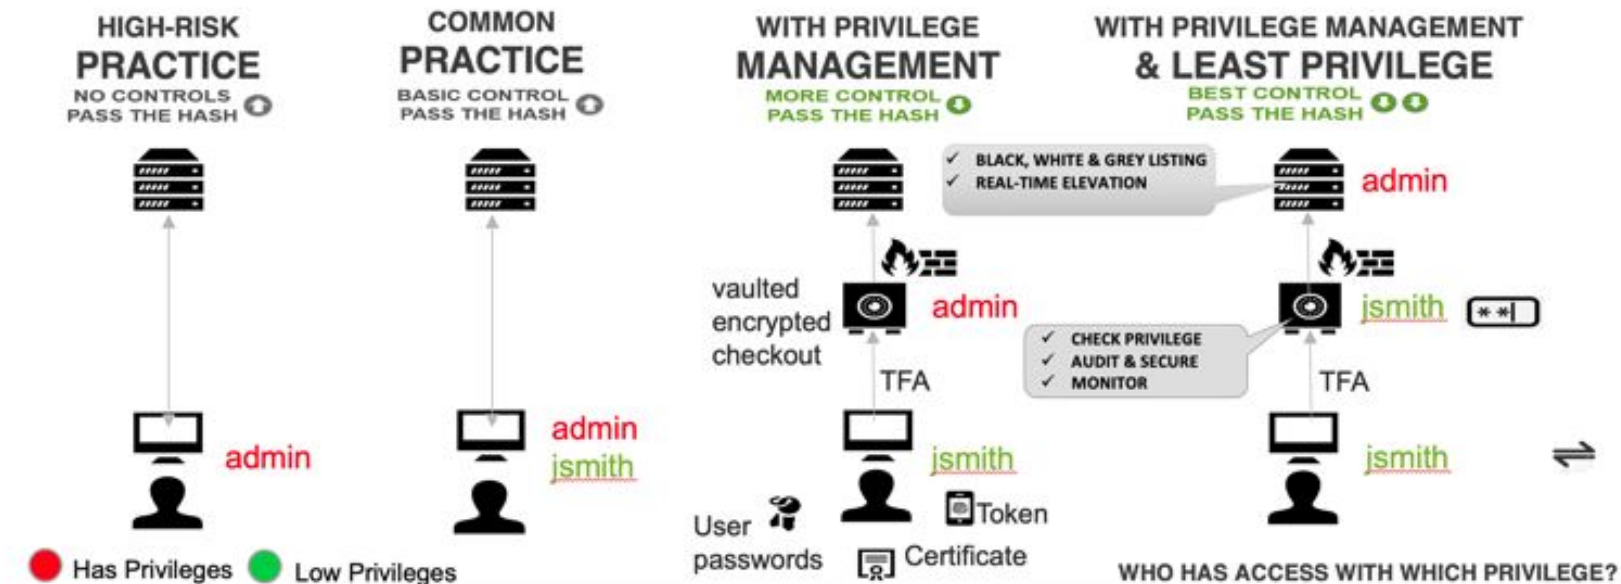 HIGH-RISK
PRACTICE
NO CONTROLS
PASS THE HASH
COMMON
PRACTICE
BASIC CONTROL
PASS THE HASH
WITH PRIVILEGE
MANAGEMENT
MORE CONTROL
PASS THE HASH
WITH PRIVILEGE MANAGEMENT
& LEAST PRIVILEGE
BEST CONTROL
PASS THE HASH
admin
admin
jsmith
vaulted
encrypted
checkout
admin
TFA
jsmith
User
passwords
Token
Certificate
✓ BLACK, WHITE & GREY LISTING
✓ REAL-TIME ELEVATION
admin
jsmith
**
✓ CHECK PRIVILEGE
✓ AUDIT & SECURE
✓ MONITOR
TFA
jsmith
Has Privileges
Low Privileges
WHO HAS ACCESS WITH WHICH PRIVILEGE?